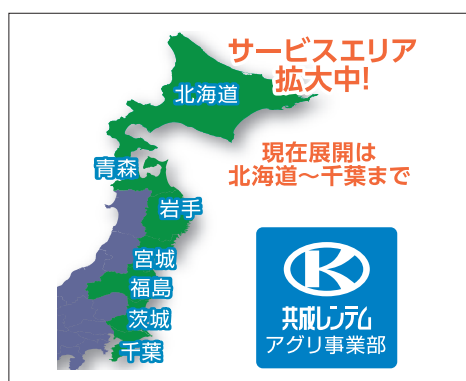 サービスエリア
拡大中!
北海道
現在展開は
北海道〜千葉まで
青森
岩手
宮城
福島
茨城
千葉
共成レンテム
アグリ事業部